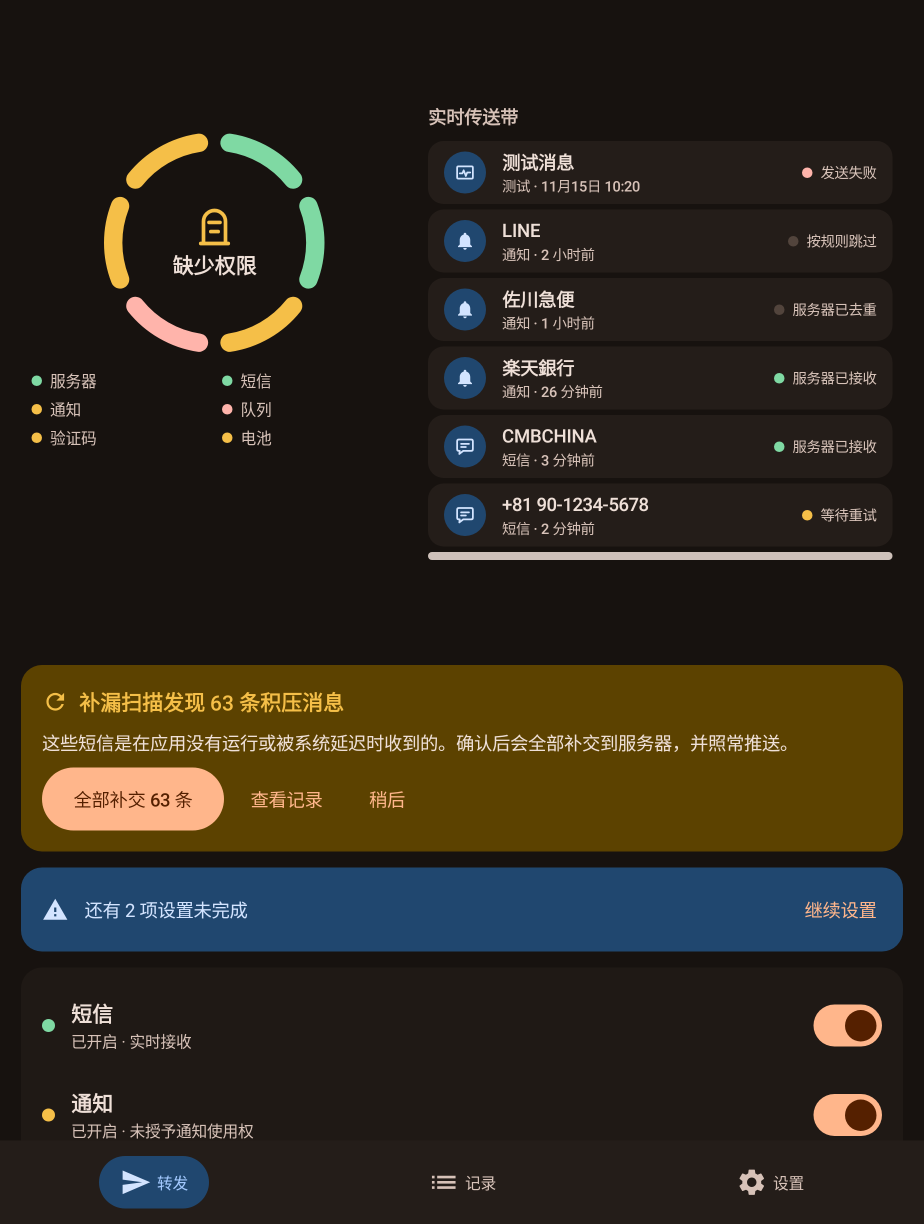 缺少权限
服务器
短信
通知
队列
验证码
电池
实时传送带
测试消息
测试 · 11月15日 10:20
发送失败
LINE
通知 · 2 小时前
按规则跳过
佐川急便
通知 · 1 小时前
服务器已去重
楽天銀行
通知 · 26 分钟前
服务器已接收
CMBCHINA
短信 · 3 分钟前
服务器已接收
+81 90-1234-5678
短信 · 2 分钟前
等待重试
补漏扫描发现 63 条积压消息
这些短信是在应用没有运行或被系统延迟时收到的。确认后会全部补交到服务器，并照常推送。
全部补交 63 条
查看记录
稍后
还有 2 项设置未完成
继续设置
短信
已开启 · 实时接收
通知
已开启 · 未授予通知使用权
转发
记录
设置